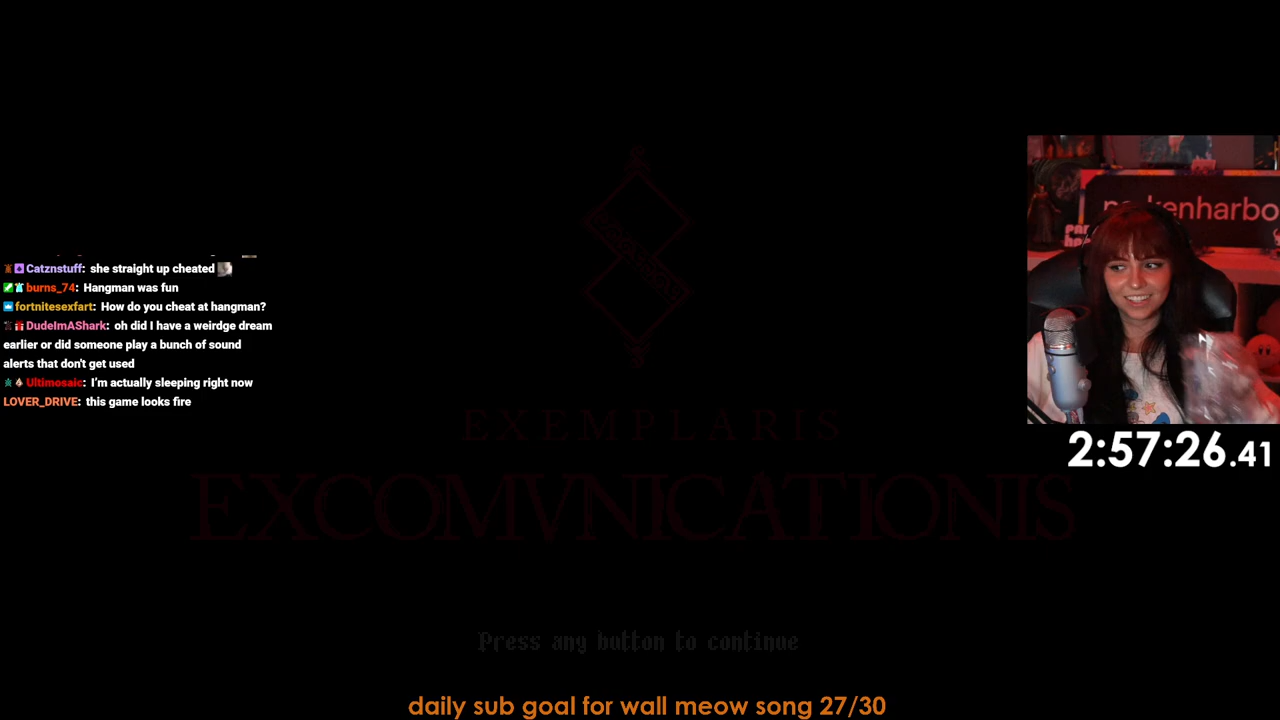 Catznstuff: she straight up cheated
burns_74: Hangman was fun
fortnitesexfart: How do you cheat at hangman?
DudeImAShark: oh did I have a weirdge dream
earlier or did someone play a bunch of sound
alerts that don't get used
Ultimosaic: I'm actually sleeping right now
LOVER_DRIVE: this game looks fire
kenharbo
2:57:26.41
EXEMPLARIS
EXCOMVNICATIONIS
Press any button to continue
daily sub goal for wall meow song 27/30